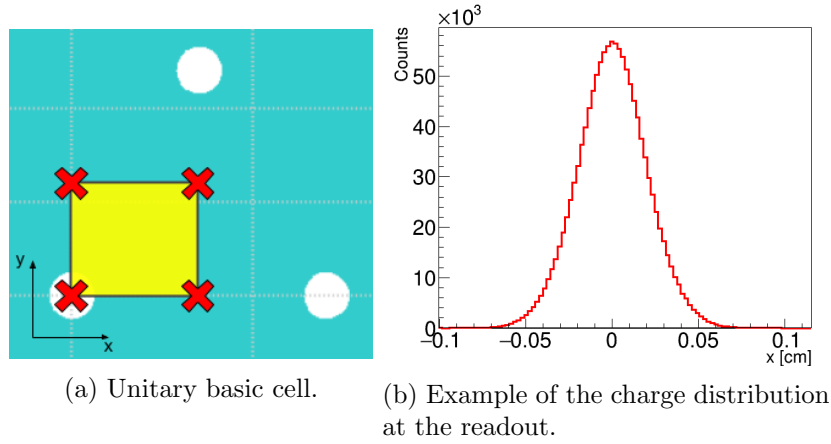 y
x
×10³
Counts
50
40
30
20
10
0
−0.1
−0.05
0
0.05
0.1
x [cm]
(a) Unitary basic cell.
(b) Example of the charge distribution
at the readout.